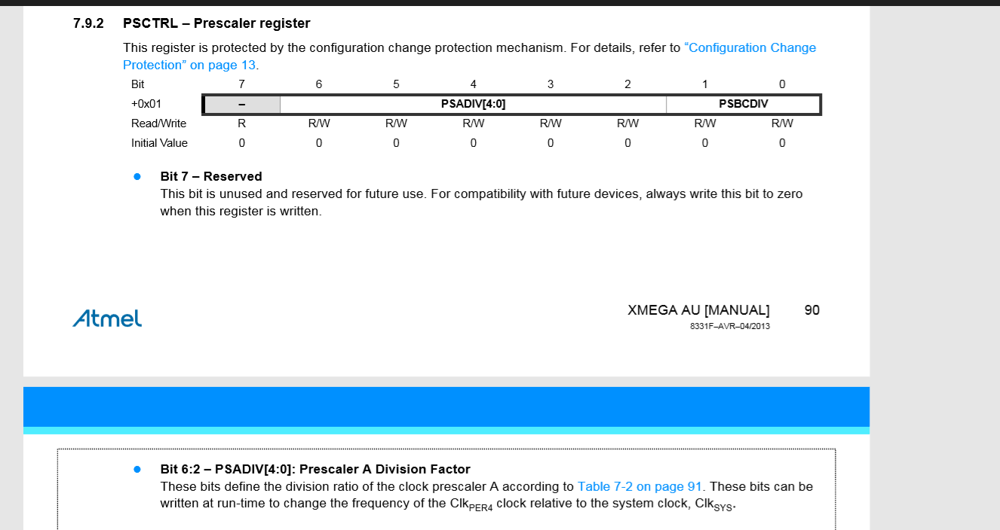 7.9.2 PSCTRL – Prescaler register
This register is protected by the configuration change protection mechanism. For details, refer to “Configuration Change
Protection” on page 13.
Bit 7 6 5 4 3 2 1 0
+0x01 – PSADIV[4:0] PSBCDIV
Read/Write R R/W R/W R/W R/W R/W R/W R/W
Initial Value 0 0 0 0 0 0 0 0
● Bit 7 – Reserved
This bit is unused and reserved for future use. For compatibility with future devices, always write this bit to zero
when this register is written.
Atmel XMEGA AU [MANUAL] 90
8331F–AVR–04/2013
● Bit 6:2 – PSADIV[4:0]: Prescaler A Division Factor
These bits define the division ratio of the clock prescaler A according to Table 7-2 on page 91. These bits can be
written at run-time to change the frequency of the ClkPER4 clock relative to the system clock, ClkSYS.